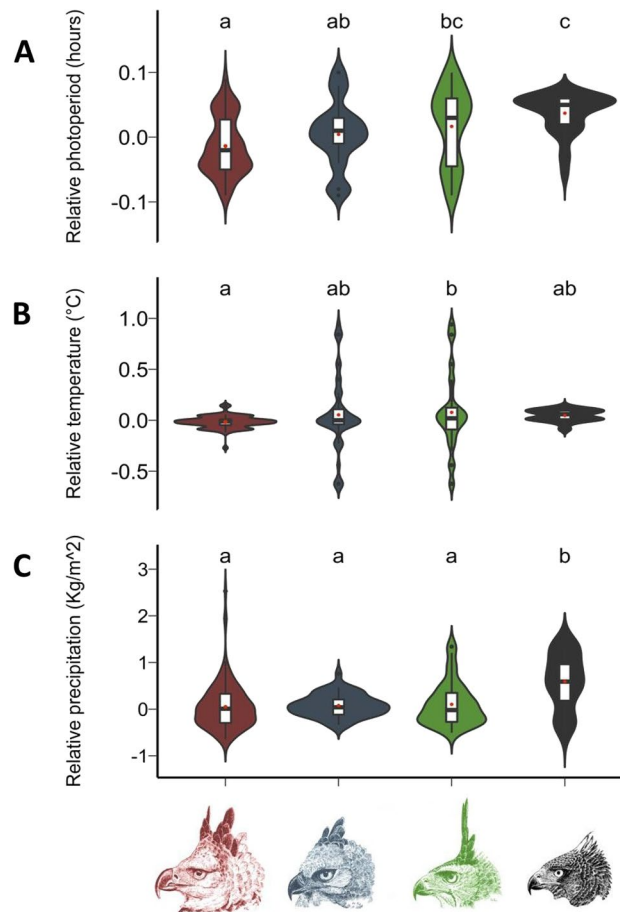 A
Relative photoperiod (hours)
a ab bc c
0.1
0.0
-0.1
B
Relative temperature (°C)
a ab b ab
1.0
0.5
0.0
-0.5
C
Relative precipitation (Kg/m^2)
a a a b
3
2
1
0
-1